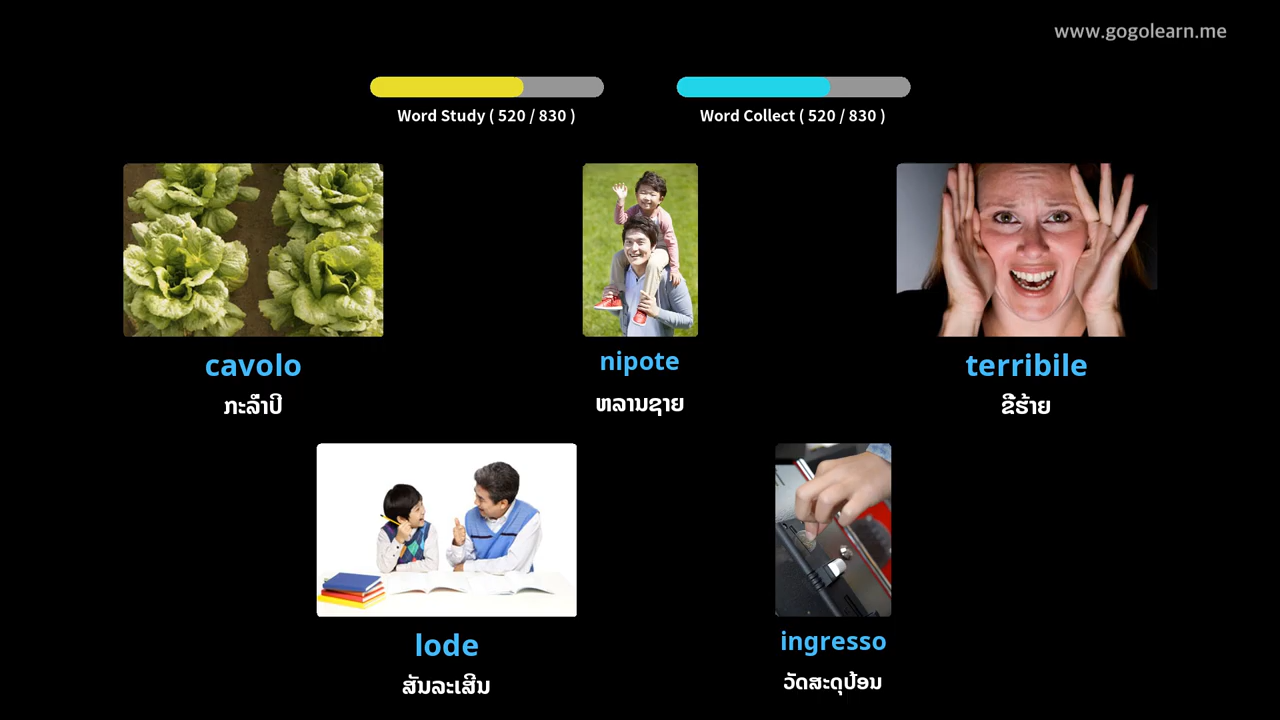 www.gogolearn.me
Word Study ( 520 / 830 )
Word Collect ( 520 / 830 )
cavolo
ກະລ່ຳປີ
nipote
ຫລານຊາຍ
terribile
ຂີ້ຮ້າຍ
lode
ສັນລະເສີນ
ingresso
ວັດສະດຸປ້ອນ